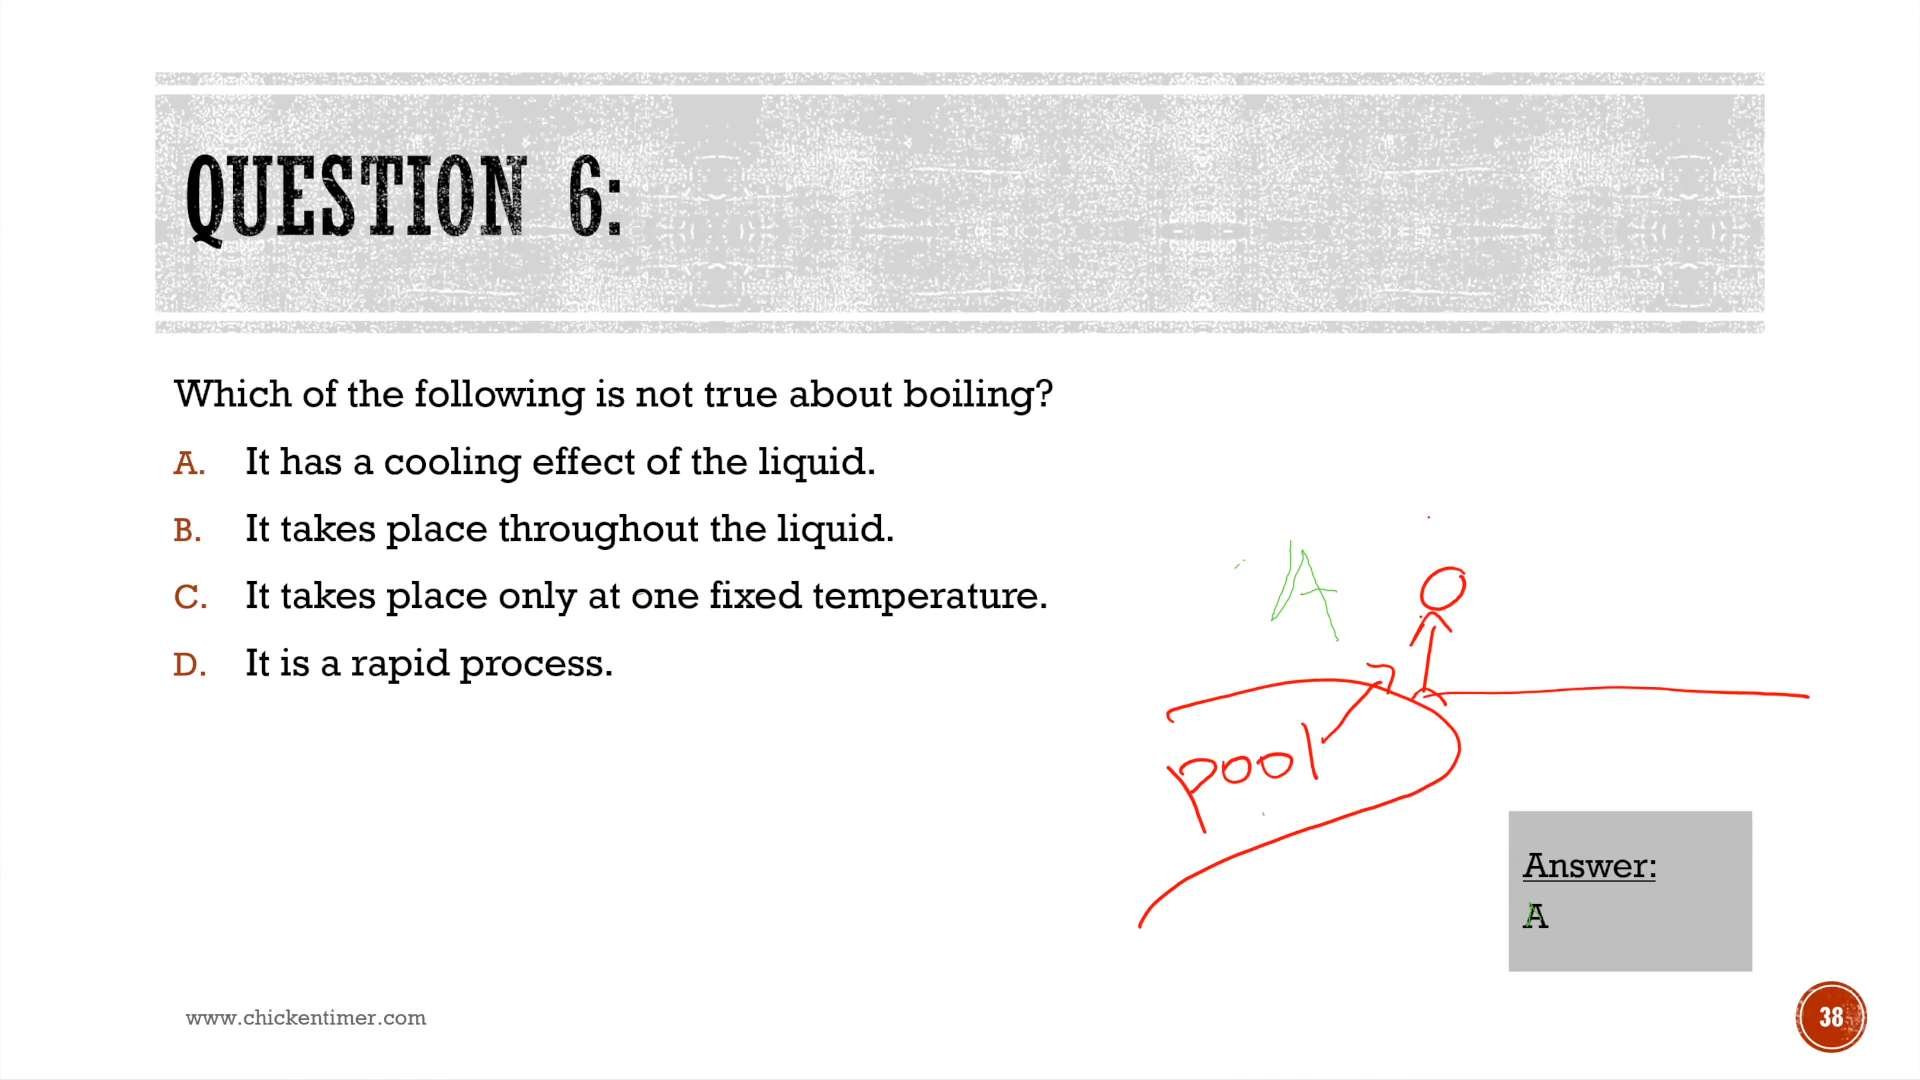 QUESTION 6:
Which of the following is not true about boiling?
A. It has a cooling effect of the liquid.
B. It takes place throughout the liquid.
C. It takes place only at one fixed temperature.
D. It is a rapid process.
A
pool
Answer:
A
www.chickentimer.com
38